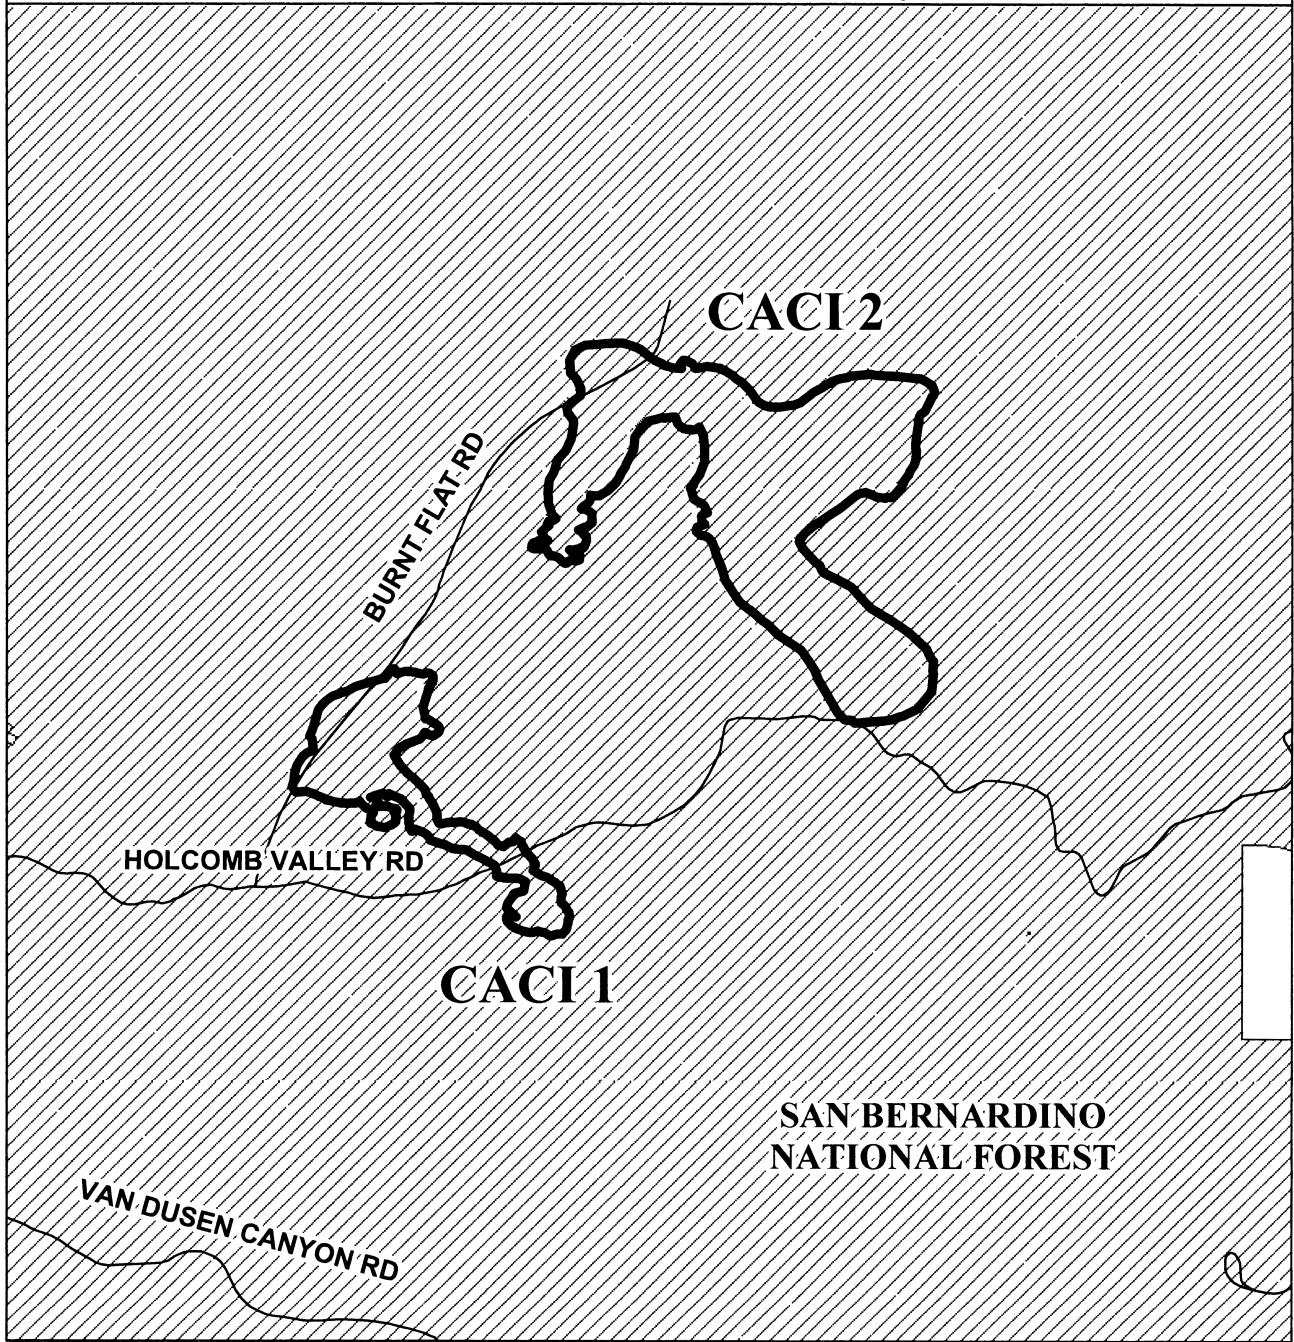 CACI 2
BURNT FLAT RD
HOLCOMB VALLEY RD
CACI 1
SAN BERNARDINO
NATIONAL FOREST
VAN DUSEN CANYON RD